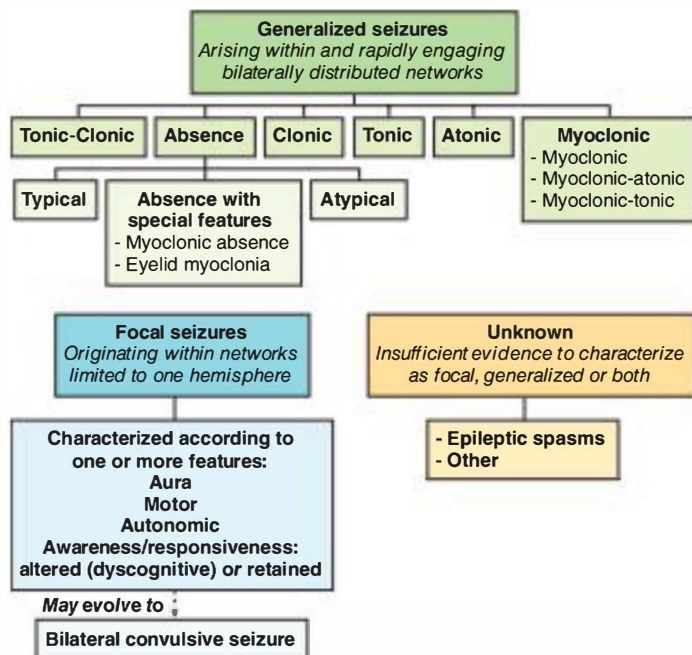 Generalized seizures
Arising within and rapidly engaging
bilaterally distributed networks
Tonic-Clonic
Absence
Clonic
Tonic
Atonic
Myoclonic
- Myoclonic
- Myoclonic-atonic
- Myoclonic-tonic
Typical
Absence with
special features
- Myoclonic absence
- Eyelid myoclonia
Atypical
Focal seizures
Originating within networks
limited to one hemisphere
Unknown
Insufficient evidence to characterize
as focal, generalized or both
Characterized according to
one or more features:
Aura
Motor
Autonomic
Awareness/responsiveness:
altered (dyscognitive) or retained
- Epileptic spasms
- Other
May evolve to
Bilateral convulsive seizure